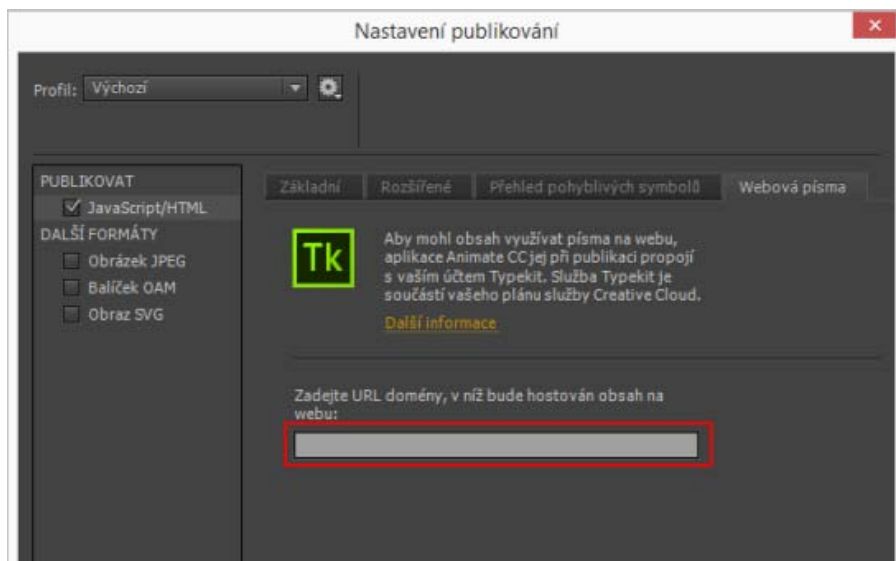 Nastavení publikování
Profil: Výchozí
PUBLIKOVAT
JavaScript/HTML
DALŠÍ FORMÁTY
Obrázek JPEG
Balíček OAM
Obraz SVG
Základní Rozšířené Přehled pohyblivých symbolů Webová písma
Tk
Aby mohl obsah využívat písma na webu,
aplikace Animate CC jej při publikaci propojí
s vaším účtem Typekit. Služba Typekit je
součástí vašeho plánu služby Creative Cloud.
Další informace
Zadejte URL domény, v níž bude hostován obsah na
webu: